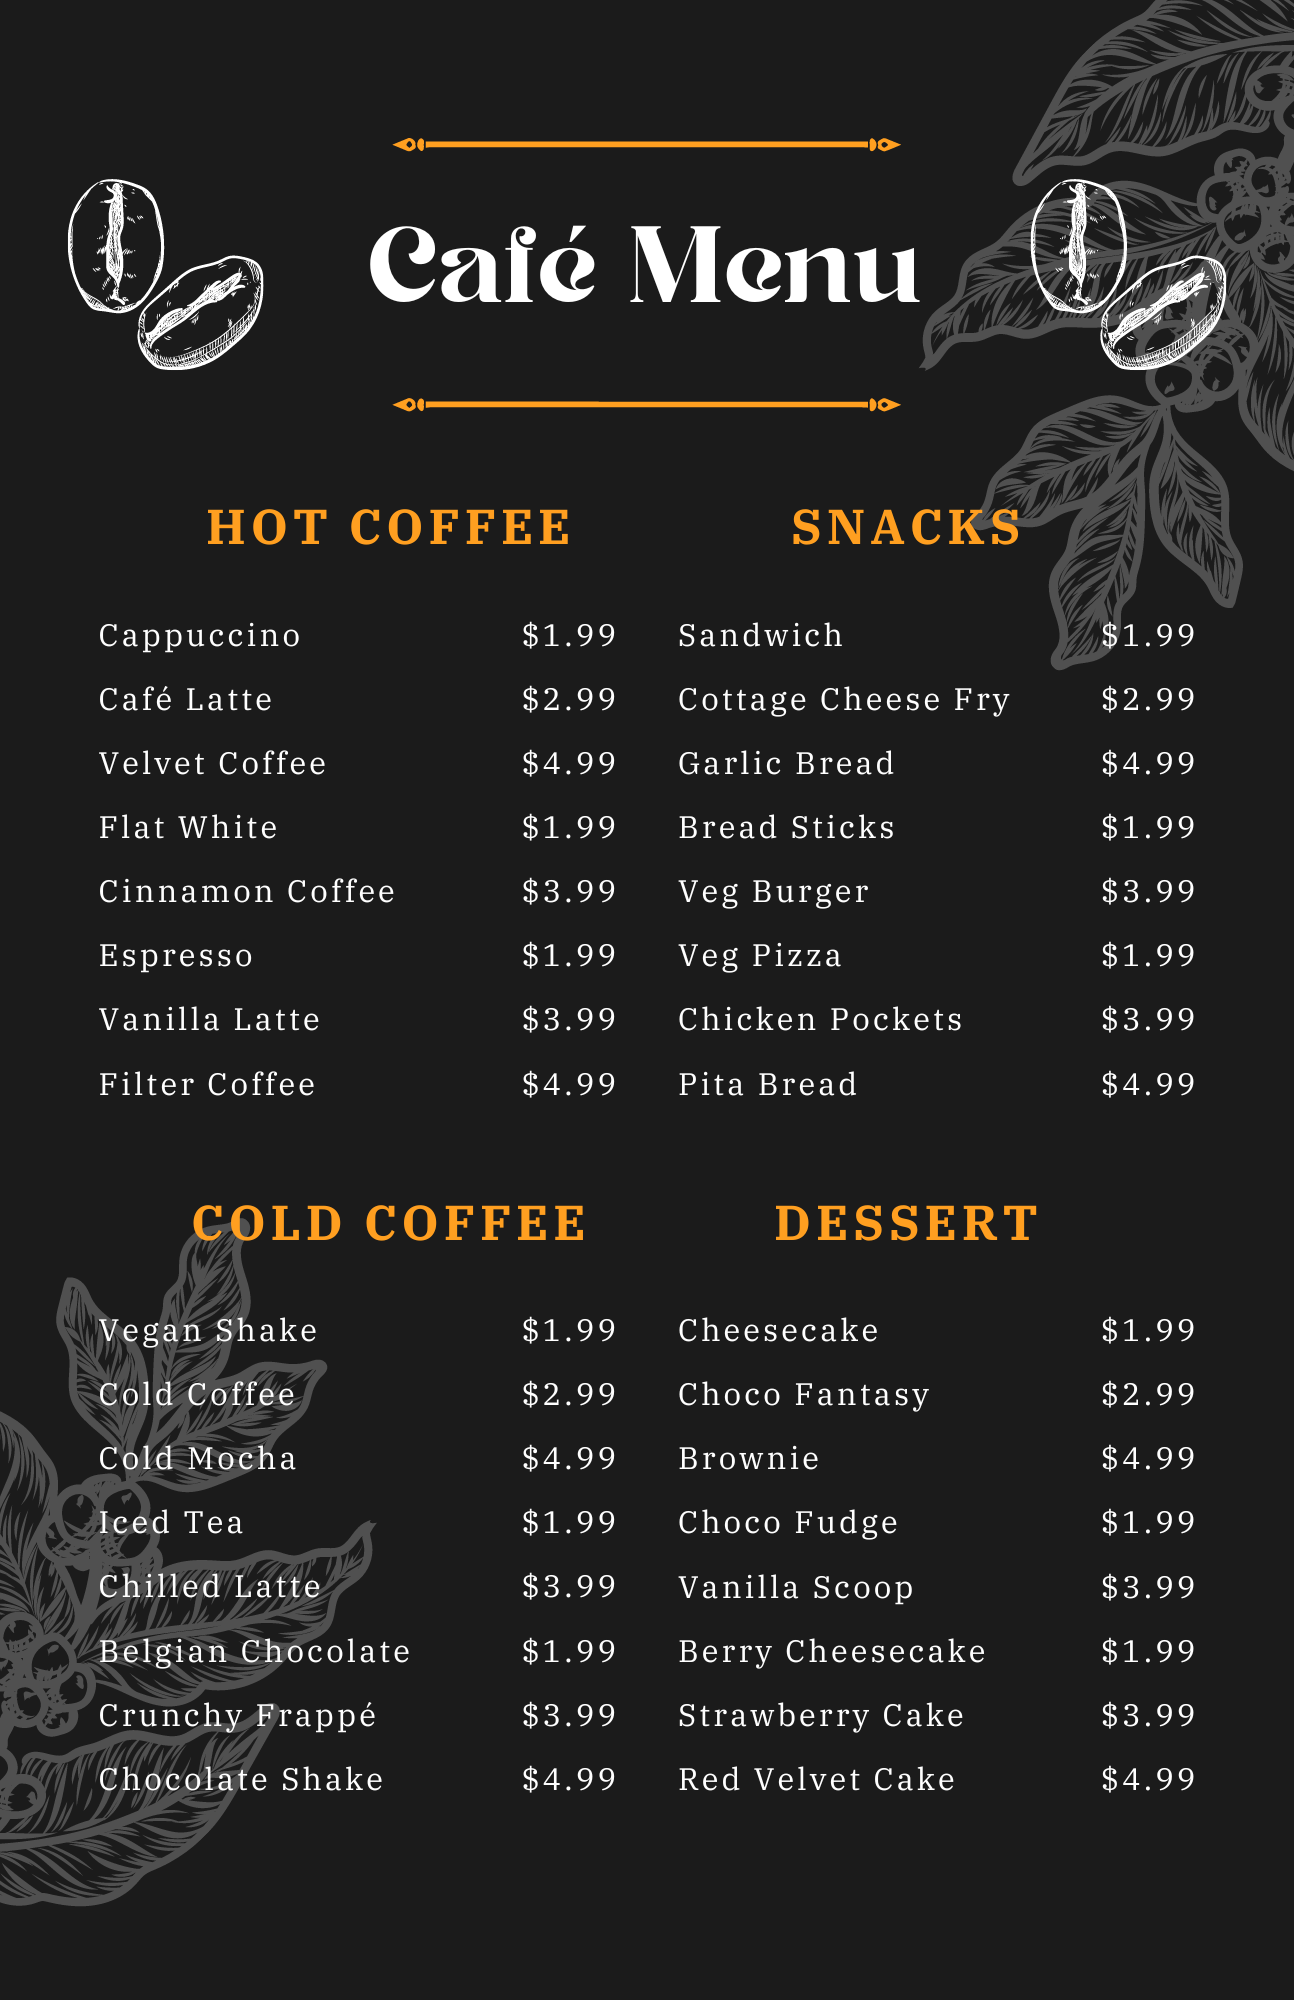 Café Menu
HOT COFFEE
Cappuccino $1.99
Café Latte $2.99
Velvet Coffee $4.99
Flat White $1.99
Cinnamon Coffee $3.99
Espresso $1.99
Vanilla Latte $3.99
Filter Coffee $4.99
SNACKS
Sandwich $1.99
Cottage Cheese Fry $2.99
Garlic Bread $4.99
Bread Sticks $1.99
Veg Burger $3.99
Veg Pizza $1.99
Chicken Pockets $3.99
Pita Bread $4.99
COLD COFFEE
Vegan Shake $1.99
Cold Coffee $2.99
Cold Mocha $4.99
Iced Tea $1.99
Chilled Latte $3.99
Belgian Chocolate $1.99
Crunchy Frappé $3.99
Chocolate Shake $4.99
DESSERT
Cheesecake $1.99
Choco Fantasy $2.99
Brownie $4.99
Choco Fudge $1.99
Vanilla Scoop $3.99
Berry Cheesecake $1.99
Strawberry Cake $3.99
Red Velvet Cake $4.99